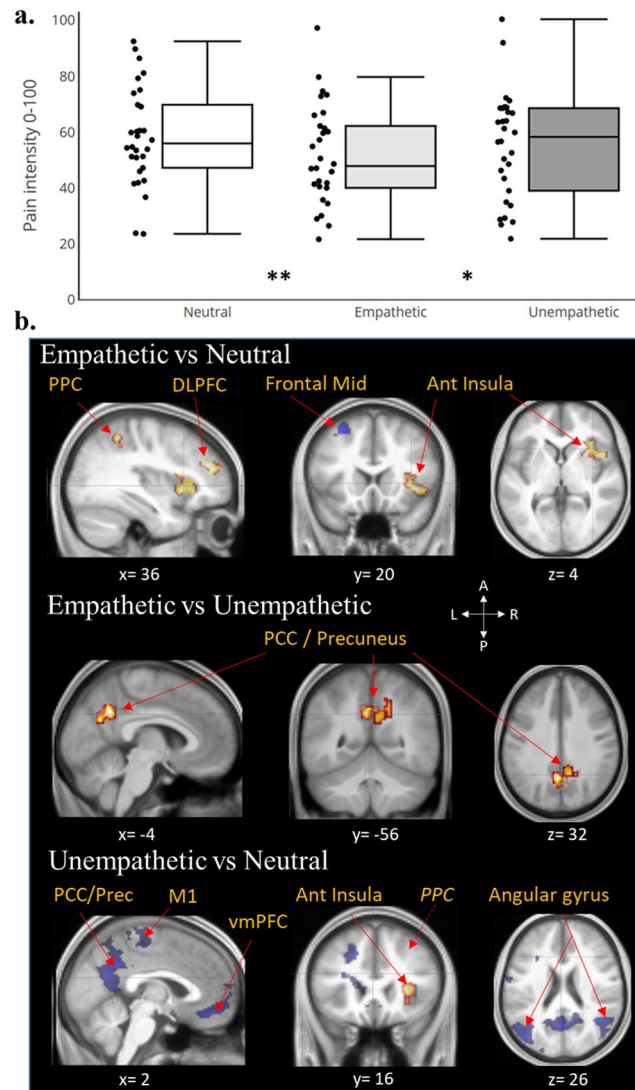 a.
Pain intensity 0-100
100
80
60
40
20
0
** *
Neutral Empathetic Unempathetic
b.
Empathetic vs Neutral
PPC DLPFC Frontal Mid Ant Insula
x= 36 y= 20 z= 4
Empathetic vs Unempathetic
A
L R
P
PCC / Precuneus
x= -4 y= -56 z= 32
Unempathetic vs Neutral
PCC/Prec M1 vmPFC Ant Insula PPC Angular gyrus
x= 2 y= 16 z= 26